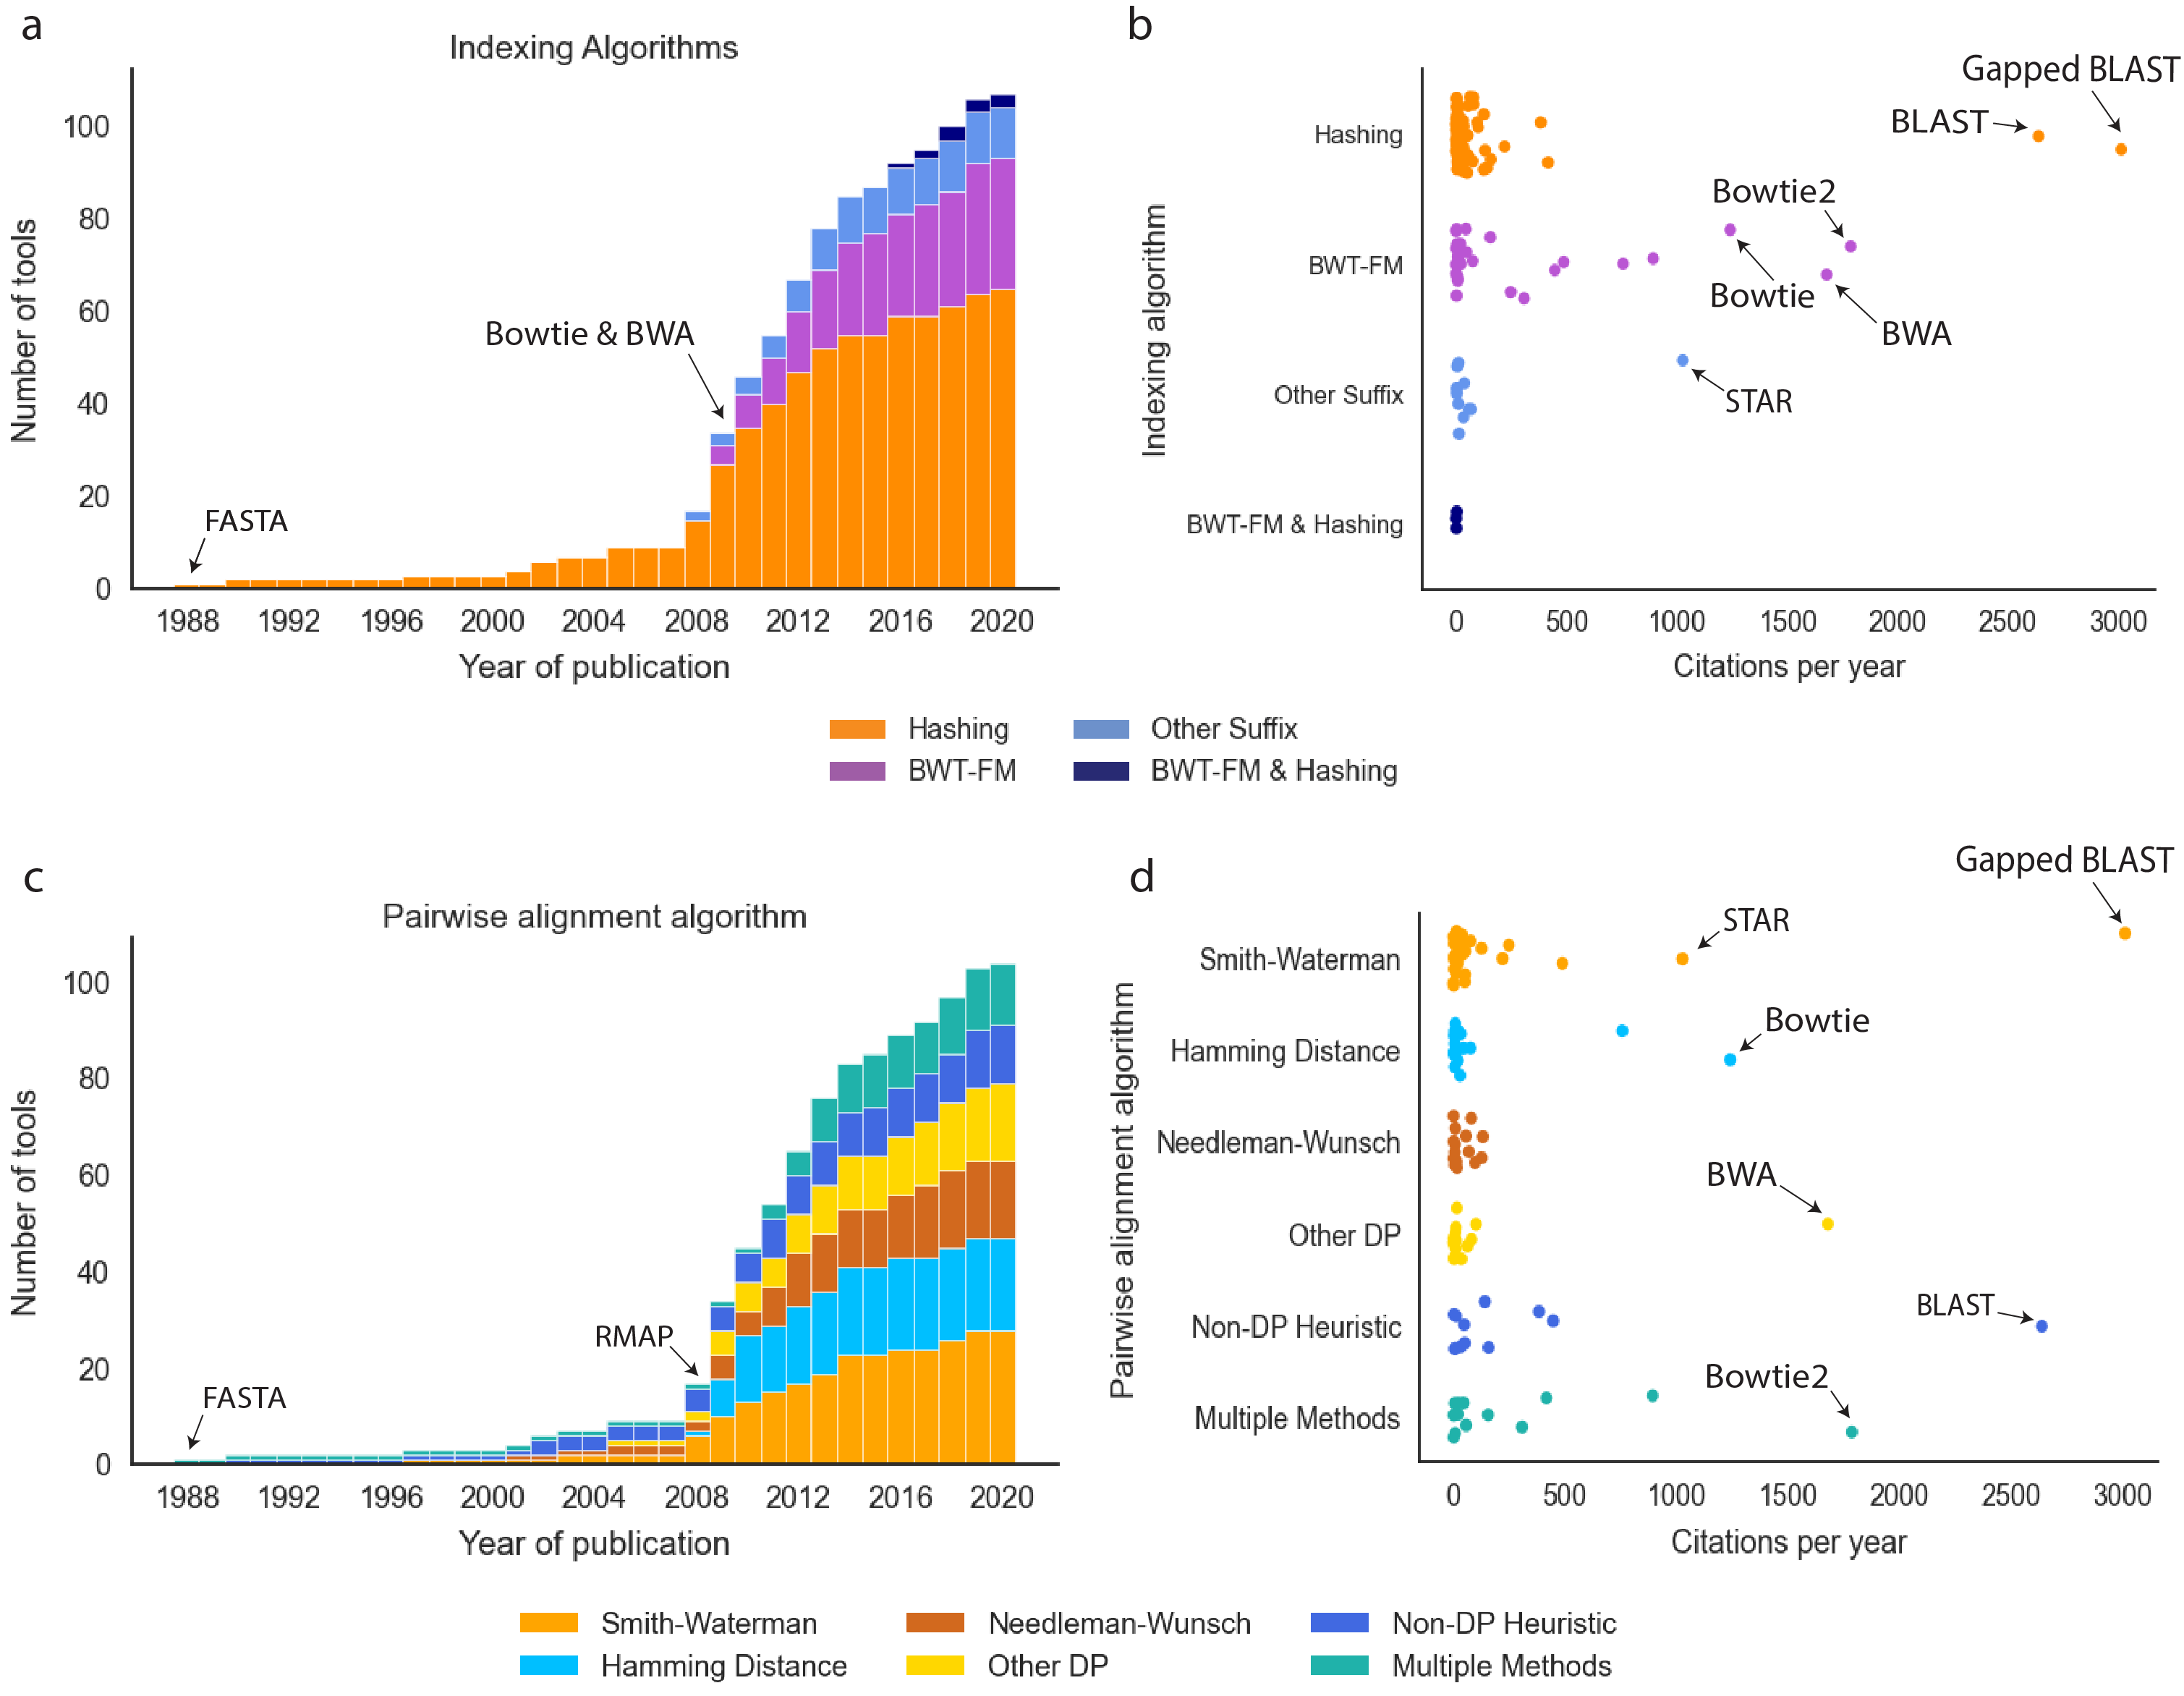 a
Indexing Algorithms
Number of tools
100
80
60
40
20
0
FASTA
Bowtie & BWA
1988 1992 1996 2000 2004 2008 2012 2016 2020
Year of publication
b
Indexing algorithm
Gapped BLAST
BLAST
Hashing
Bowtie2
BWT-FM
Bowtie
BWA
Other Suffix
STAR
BWT-FM & Hashing
0 500 1000 1500 2000 2500 3000
Citations per year
Hashing Other Suffix
BWT-FM BWT-FM & Hashing
c
Pairwise alignment algorithm
Number of tools
100
80
60
40
20
0
RMAP
FASTA
1988 1992 1996 2000 2004 2008 2012 2016 2020
Year of publication
d
Pairwise alignment algorithm
Gapped BLAST
STAR
Smith-Waterman
Bowtie
Hamming Distance
Needleman-Wunsch
BWA
Other DP
BLAST
Non-DP Heuristic
Bowtie2
Multiple Methods
0 500 1000 1500 2000 2500 3000
Citations per year
Smith-Waterman Needleman-Wunsch Non-DP Heuristic
Hamming Distance Other DP Multiple Methods